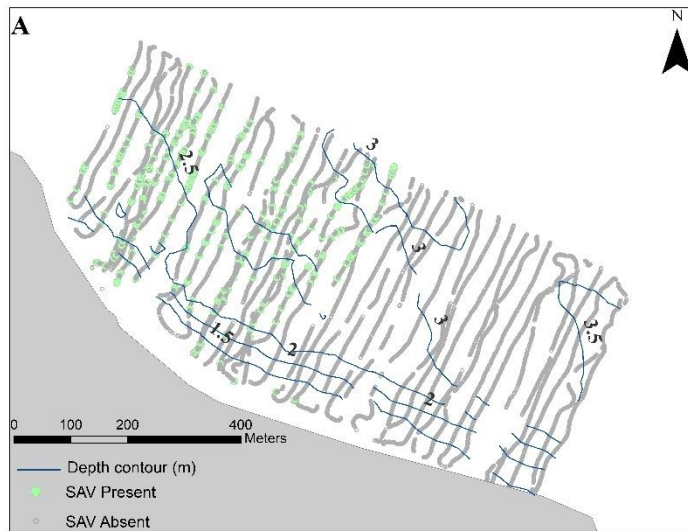 A
N
3
2.5
3
3
3.5
1.5
2
2
0 100 200 400
Meters
Depth contour (m)
SAV Present
SAV Absent